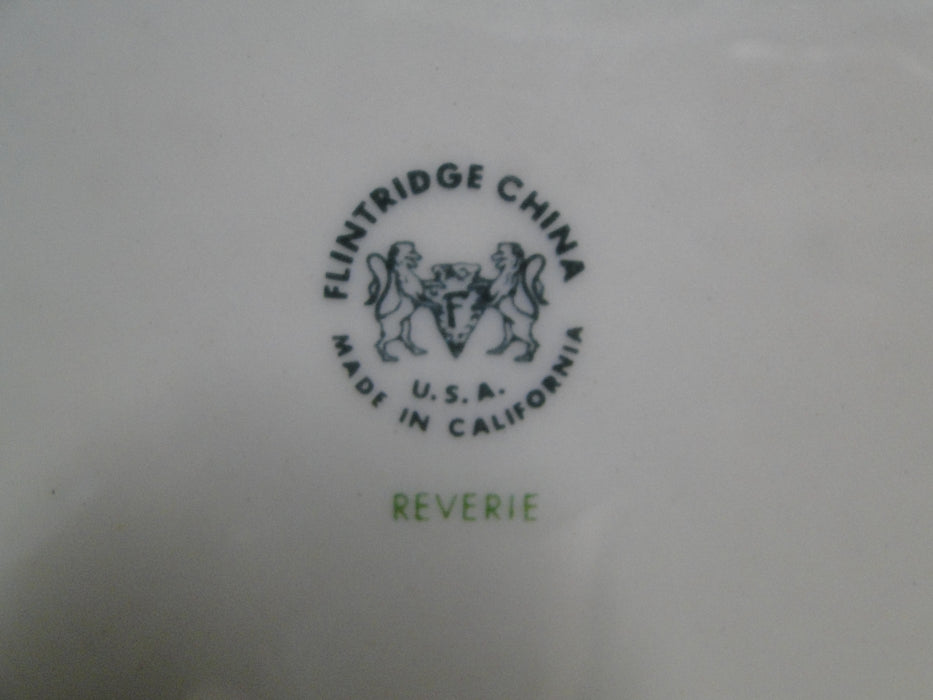 FLINTRIDGE CHINA
F
U.S.A.
MADE IN CALIFORNIA
REVERIE